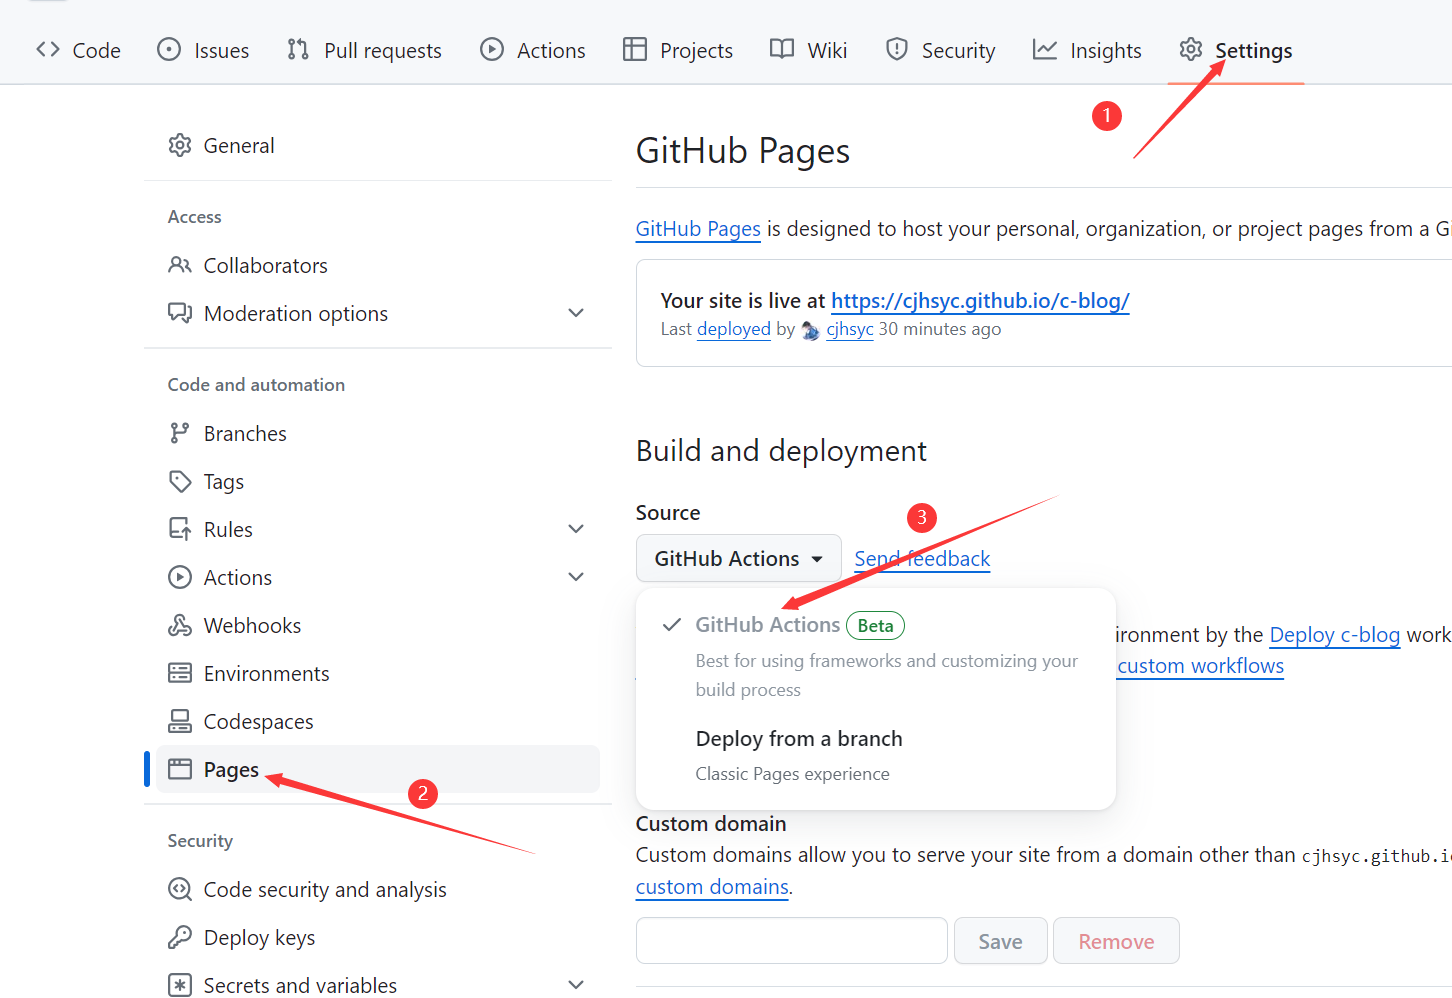 Code Issues Pull requests Actions Projects Wiki Security Insights Settings
1
General
Access
Collaborators
Moderation options
Code and automation
Branches
Tags
Rules
Actions
Webhooks
Environments
Codespaces
Pages
2
Security
Code security and analysis
Deploy keys
Secrets and variables
GitHub Pages
GitHub Pages is designed to host your personal, organization, or project pages from a
Your site is live at https://cjhsyc.github.io/c-blog/
Last deployed by cjhsyc 30 minutes ago
Build and deployment
Source
3
GitHub Actions Send feedback
GitHub Actions Beta
Best for using frameworks and customizing your
build process
Deploy from a branch
Classic Pages experience
by the Deploy c-blog
custom workflows
Custom domain
Custom domains allow you to serve your site from a domain other than cjhsyc.github.i
custom domains.
Save Remove